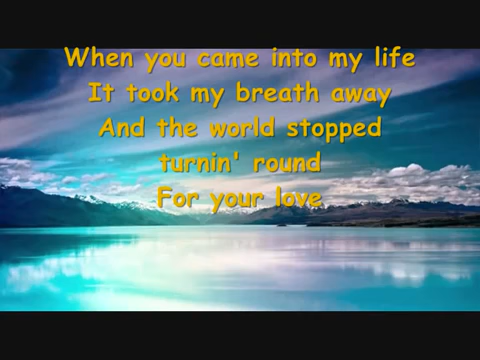 When you came into my life
It took my breath away
And the world stopped
turnin' round
For your love